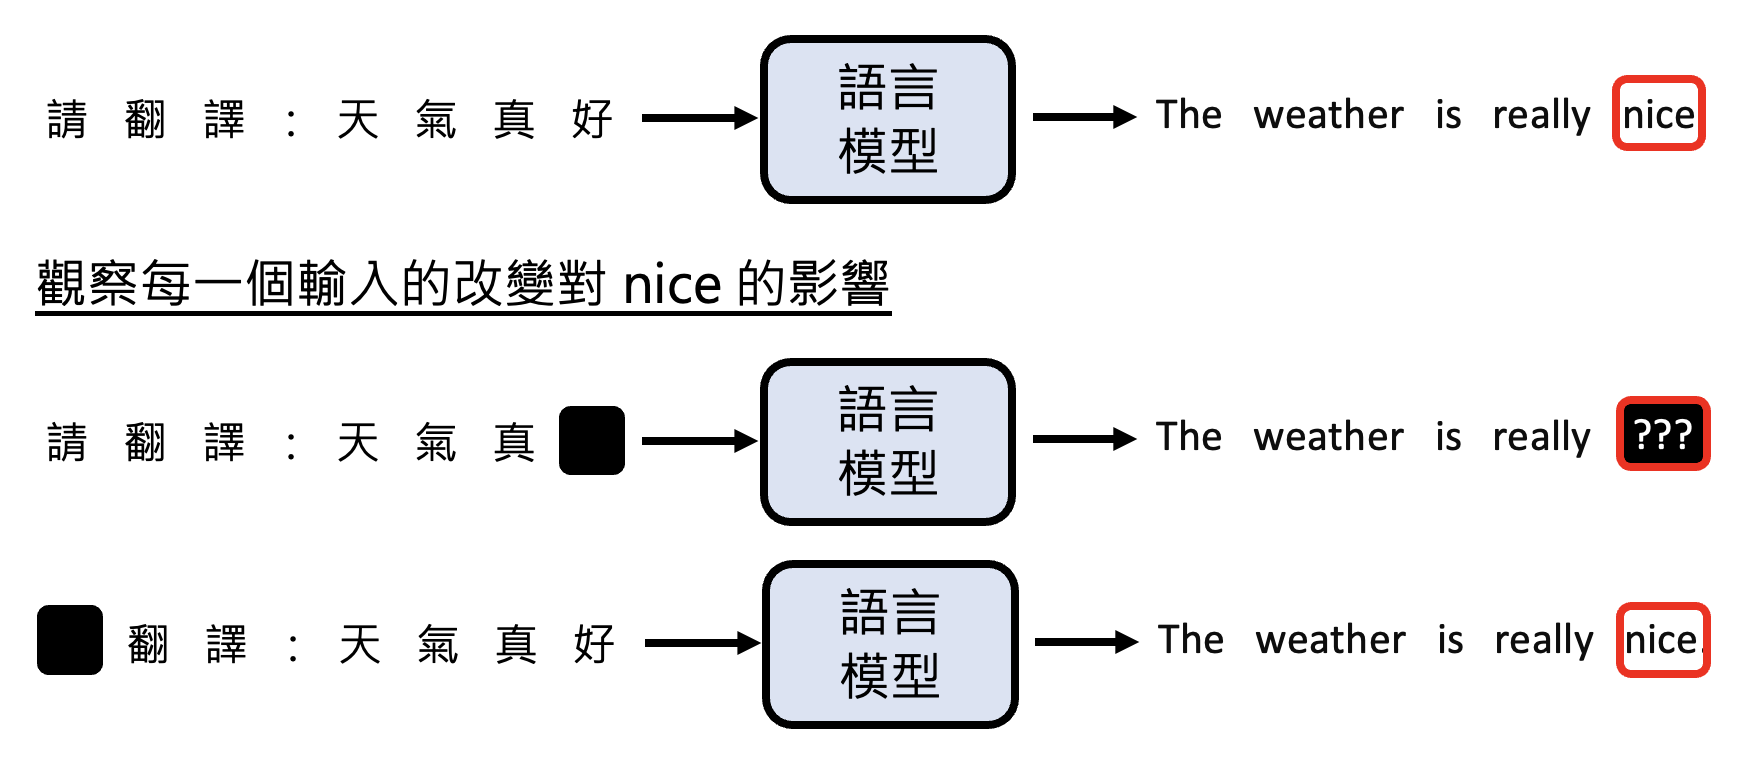 請 翻 譯 : 天 氣 真 好
語言
模型
The weather is really nice
觀察每一個輸入的改變對 nice 的影響
請 翻 譯 : 天 氣 真
語言
模型
The weather is really ???
翻 譯 : 天 氣 真 好
語言
模型
The weather is really nice.